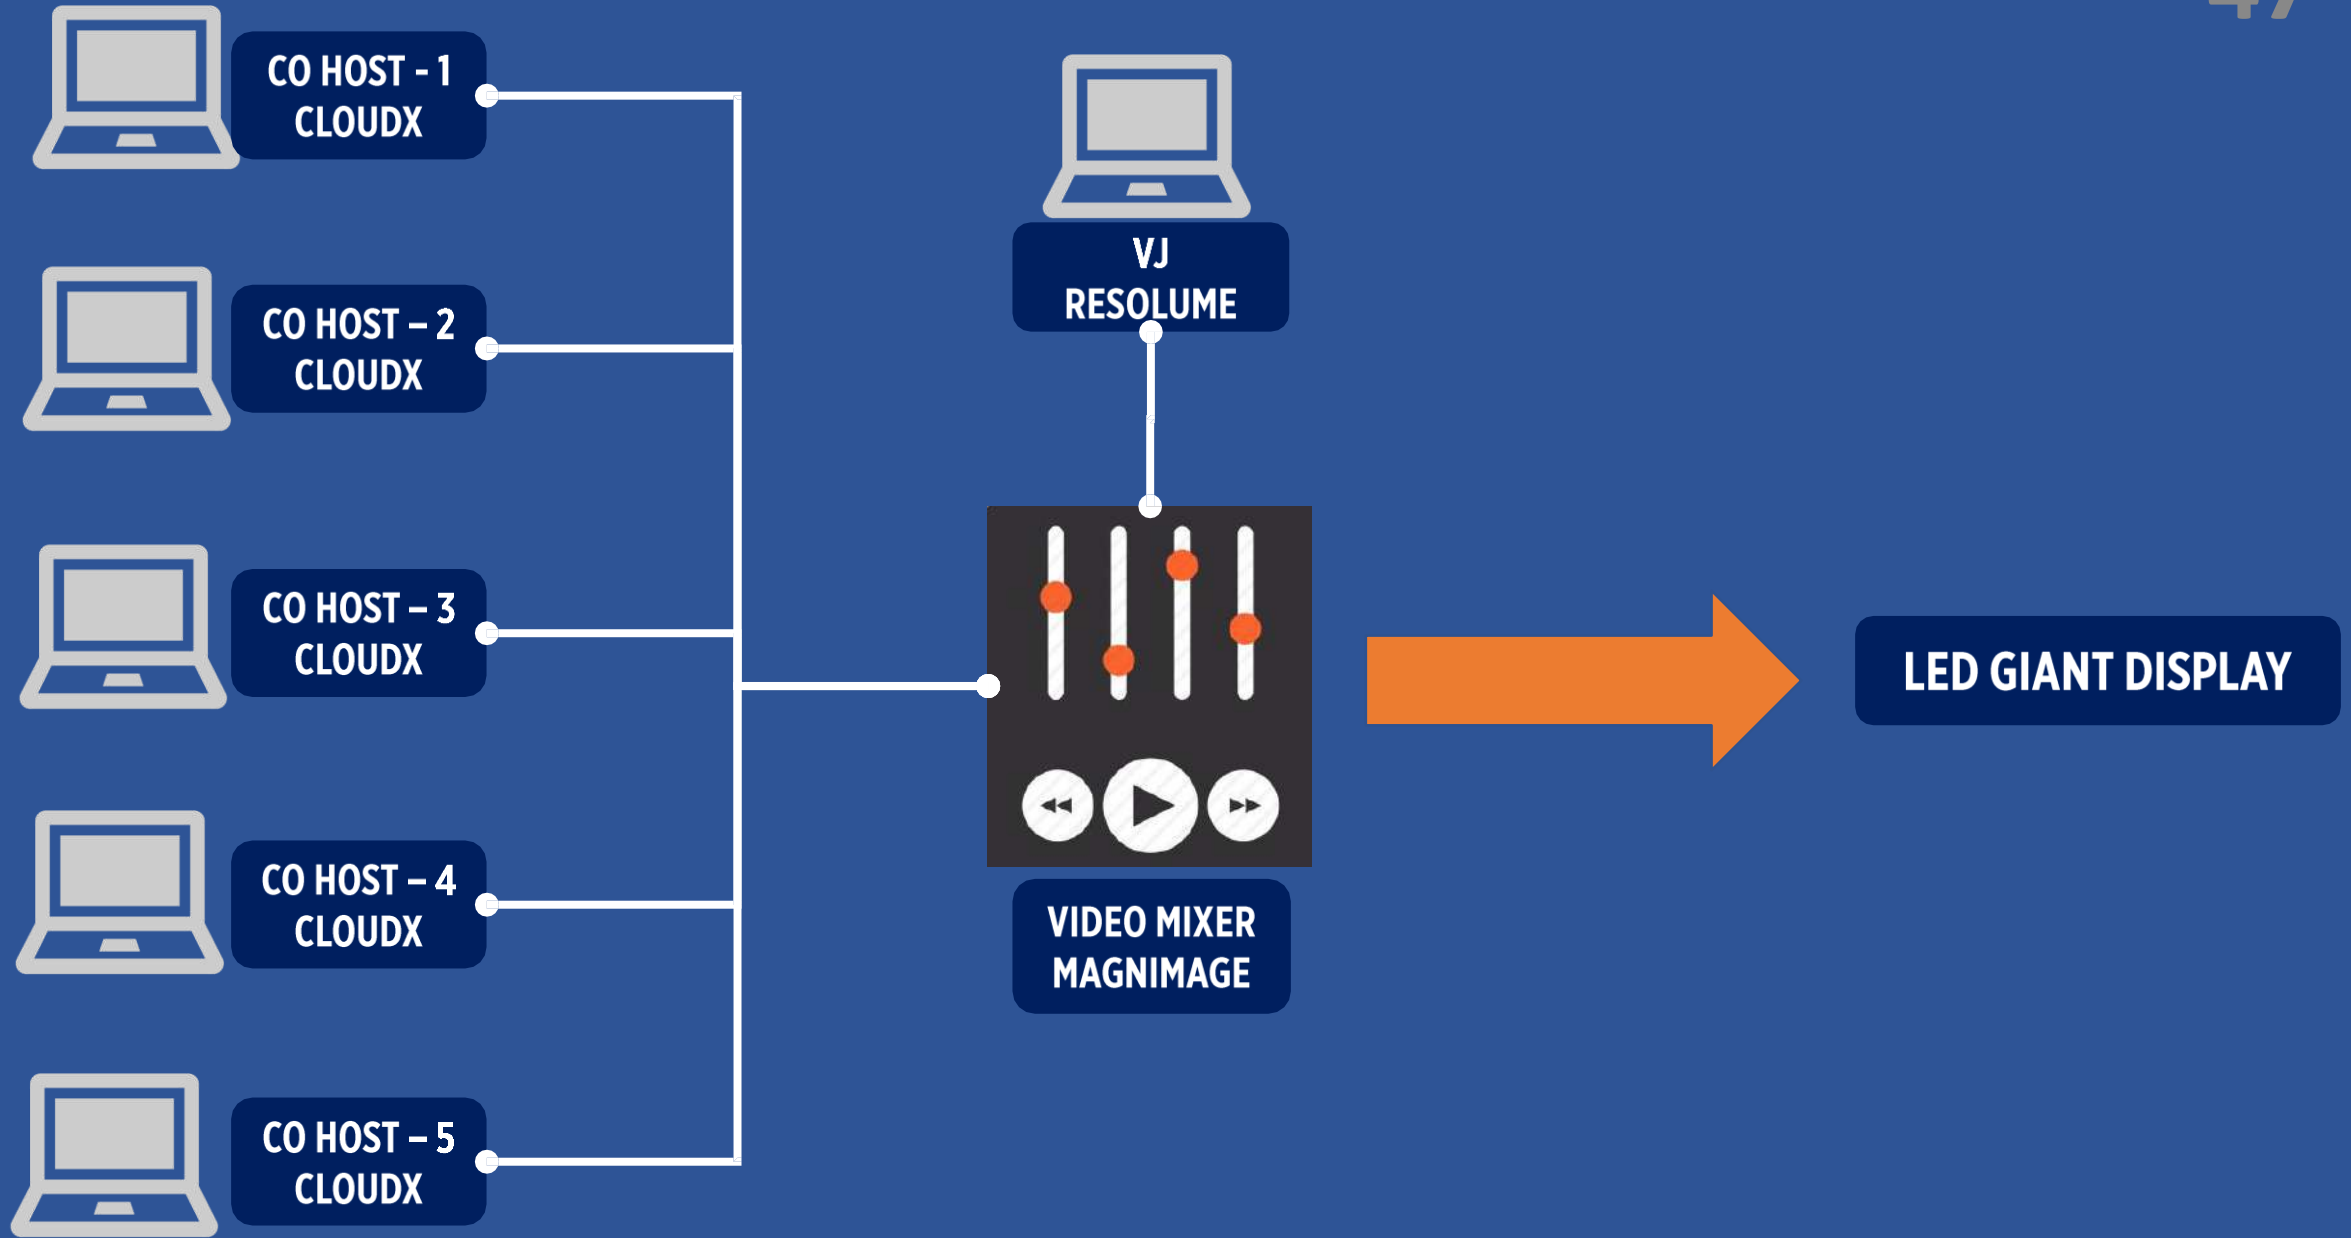 CO HOST - 1
CLOUDX
CO HOST – 2
CLOUDX
CO HOST – 3
CLOUDX
CO HOST – 4
CLOUDX
CO HOST – 5
CLOUDX
VJ
RESOLUME
VIDEO MIXER
MAGNIMAGE
LED GIANT DISPLAY